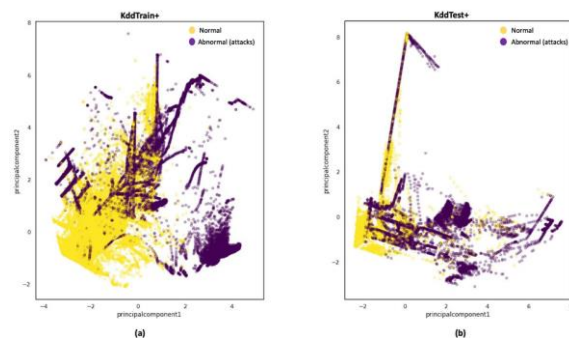 KddTrain+
Normal
Abnormal (attacks)
8
6
4
2
0
−2
principalcomponent2
−4
−2
0
2
4
principalcomponent1
(a)
KddTest+
Normal
Abnormal (attacks)
8
6
4
2
0
−2
principalcomponent2
−2
0
2
4
6
principalcomponent1
(b)